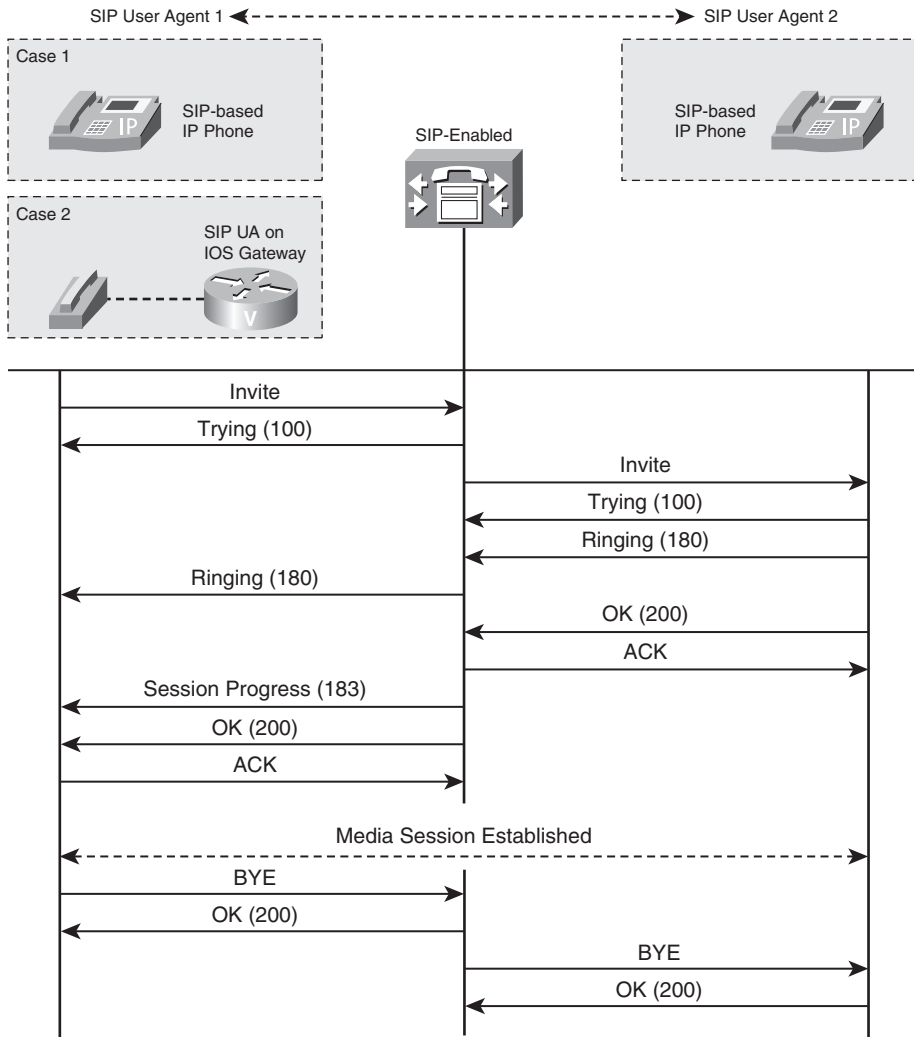 SIP User Agent 1
SIP User Agent 2
Case 1
SIP-based
IP Phone
IP
SIP-based
IP Phone
IP
SIP-Enabled
Case 2
SIP UA on
IOS Gateway
V
Invite
Trying (100)
Invite
Trying (100)
Ringing (180)
Ringing (180)
OK (200)
ACK
Session Progress (183)
OK (200)
ACK
Media Session Established
BYE
OK (200)
BYE
OK (200)